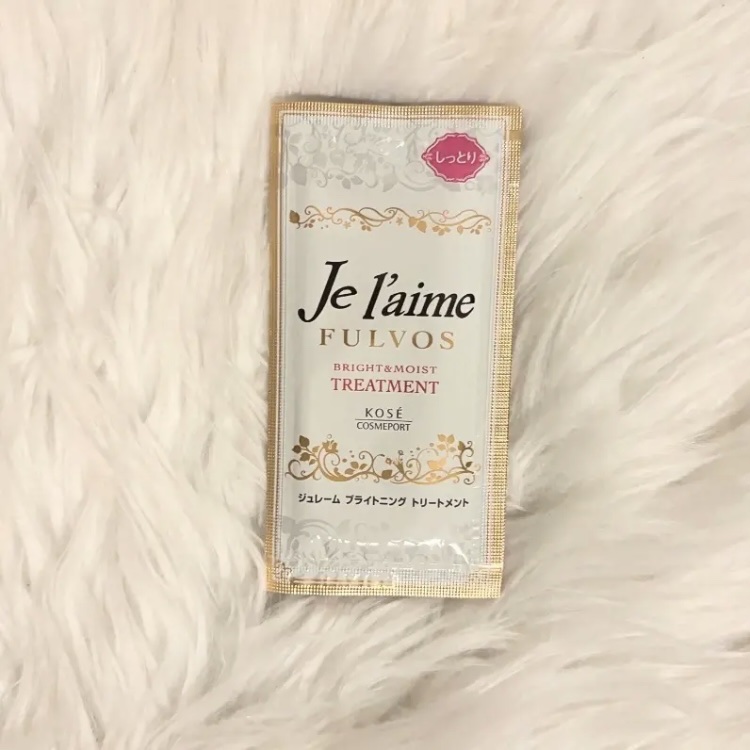 しっとり
Je l'aime
FULVOS
BRIGHT&MOIST
TREATMENT
KOSÉ
COSMEPORT
ジュレーム ブライトニング トリートメント